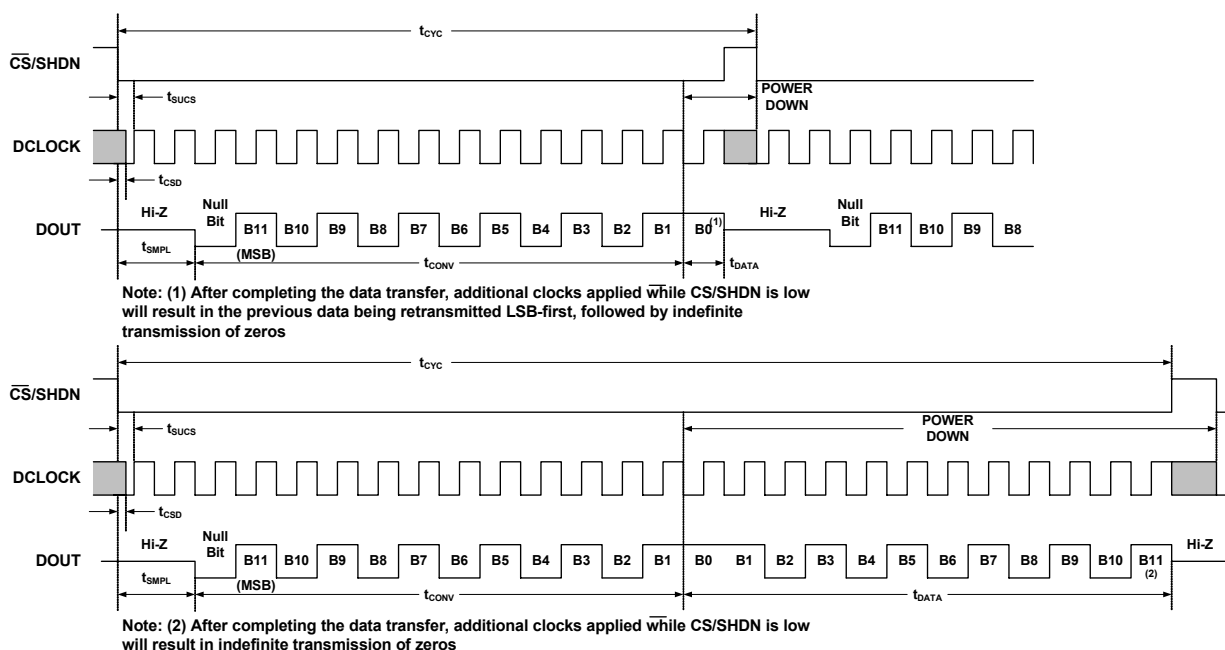 tCYC
CS/SHDN
POWER
DOWN
tSUCS
DCLOCK
tCSD
Hi-Z
Null
Bit
DOUT
B11 B10 B9 B8 B7 B6 B5 B4 B3 B2 B1 B0(1)
Hi-Z
Null
Bit
B11 B10 B9 B8
(MSB)
tSMPL
tCONV
tDATA
Note: (1) After completing the data transfer, additional clocks applied while CS/SHDN is low
will result in the previous data being retransmitted LSB-first, followed by indefinite
transmission of zeros
tCYC
CS/SHDN
POWER
DOWN
tSUCS
DCLOCK
tCSD
Hi-Z
Null
Bit
DOUT
B11 B10 B9 B8 B7 B6 B5 B4 B3 B2 B1 B0 B1 B2 B3 B4 B5 B6 B7 B8 B9 B10 B11
(2)
Hi-Z
(MSB)
tSMPL
tCONV
tDATA
Note: (2) After completing the data transfer, additional clocks applied while CS/SHDN is low
will result in indefinite transmission of zeros